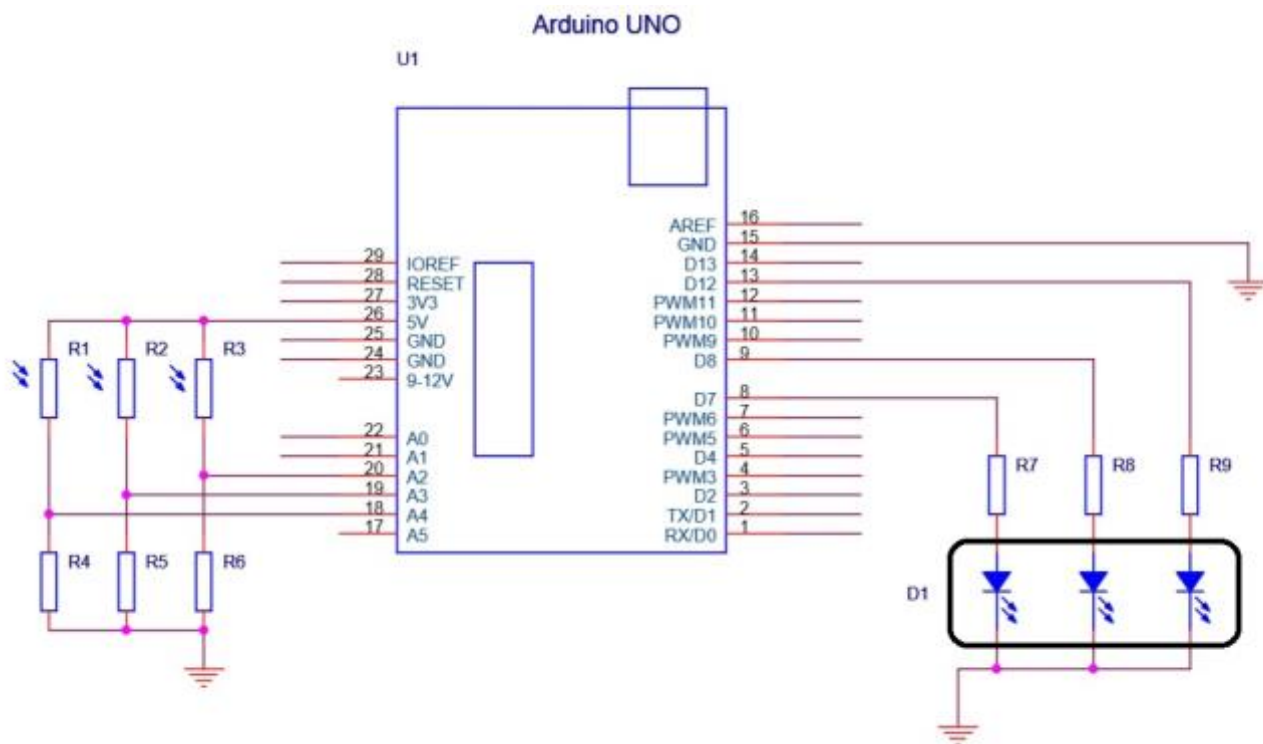 Arduino UNO
U1
29 IOREF
28 RESET
27 3V3
26 5V
25 GND
24 GND
23 9-12V
22 A0
21 A1
20 A2
19 A3
18 A4
17 A5
AREF 16
GND 15
D13 14
D12 13
PWM11 12
PWM10 11
PWM9 10
D8 9
D7 8
PWM6 7
PWM5 6
D4 5
PWM3 4
D2 3
TX/D1 2
RX/D0 1
R1 R2 R3
R4 R5 R6
R7 R8 R9
D1